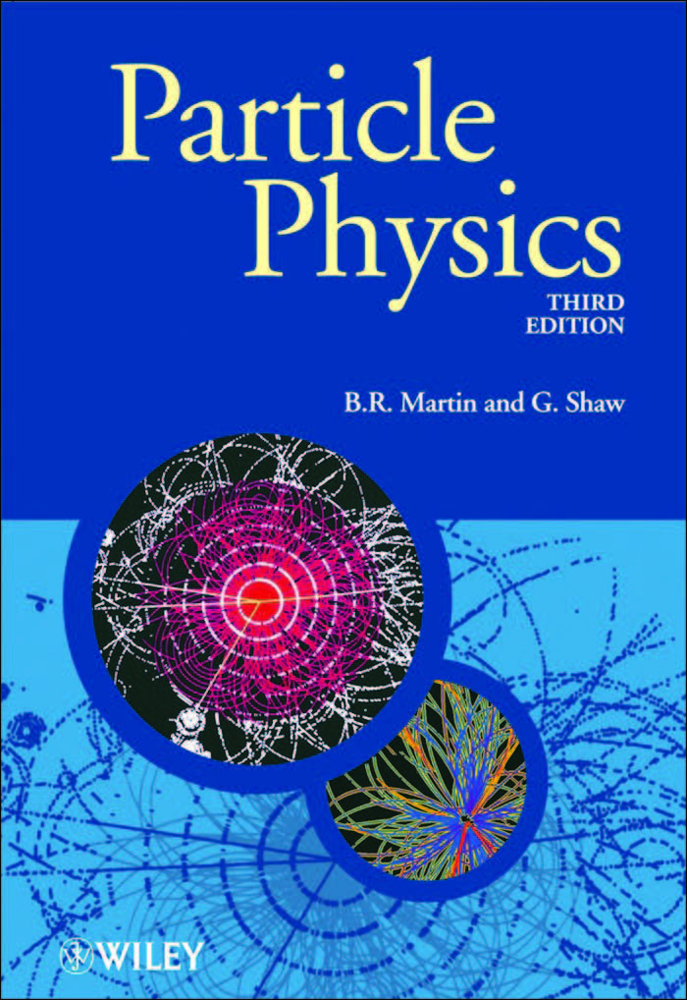 Particle
Physics
THIRD
EDITION
B.R. Martin and G. Shaw
WILEY